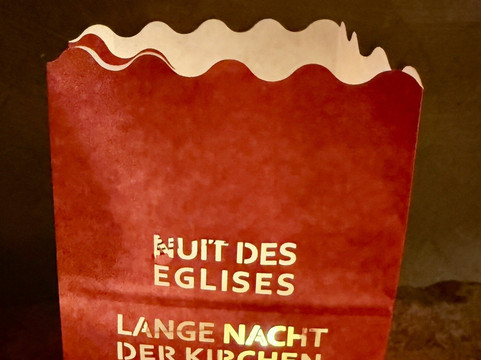 NUIT DES
EGLISES
LANGE NACHT
DER KIRCHEN